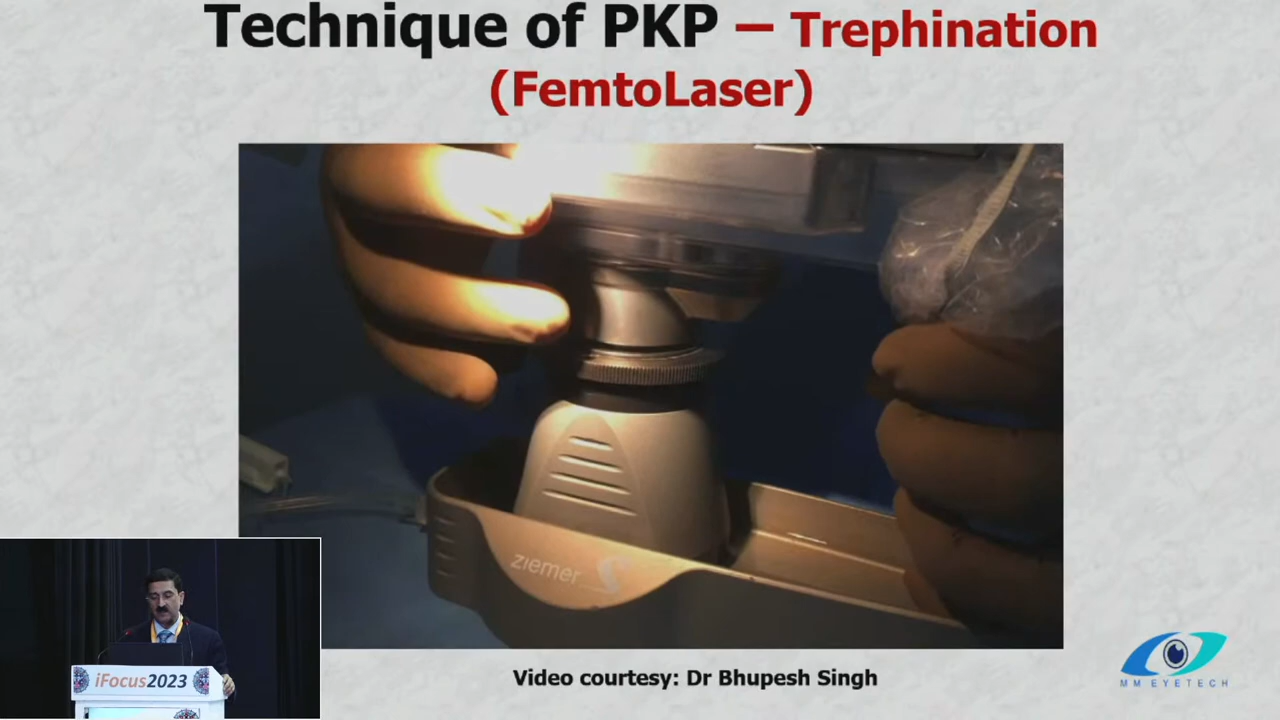 Technique of PKP – Trephination
(FemtoLaser)
ziemer
iFocus2023
Video courtesy: Dr Bhupesh Singh
MM EYETECH